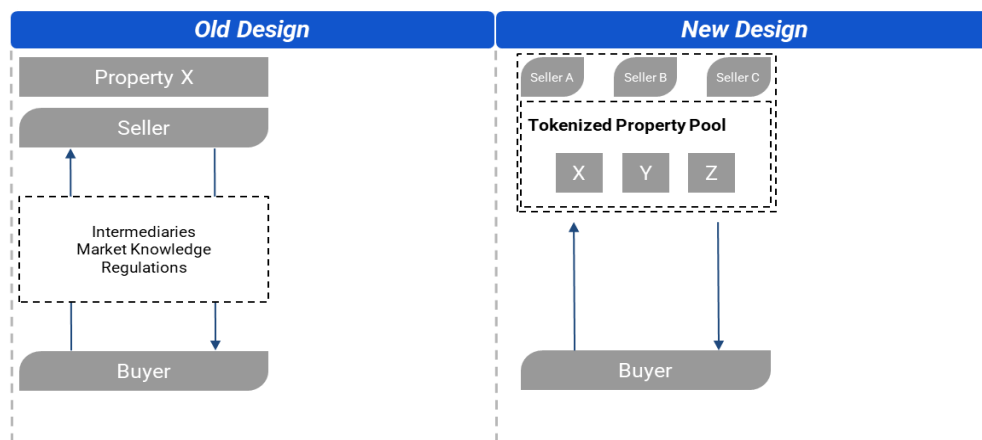 Old Design
Property X
Seller
Intermediaries
Market Knowledge
Regulations
Buyer
New Design
Seller A
Seller B
Seller C
Tokenized Property Pool
X
Y
Z
Buyer